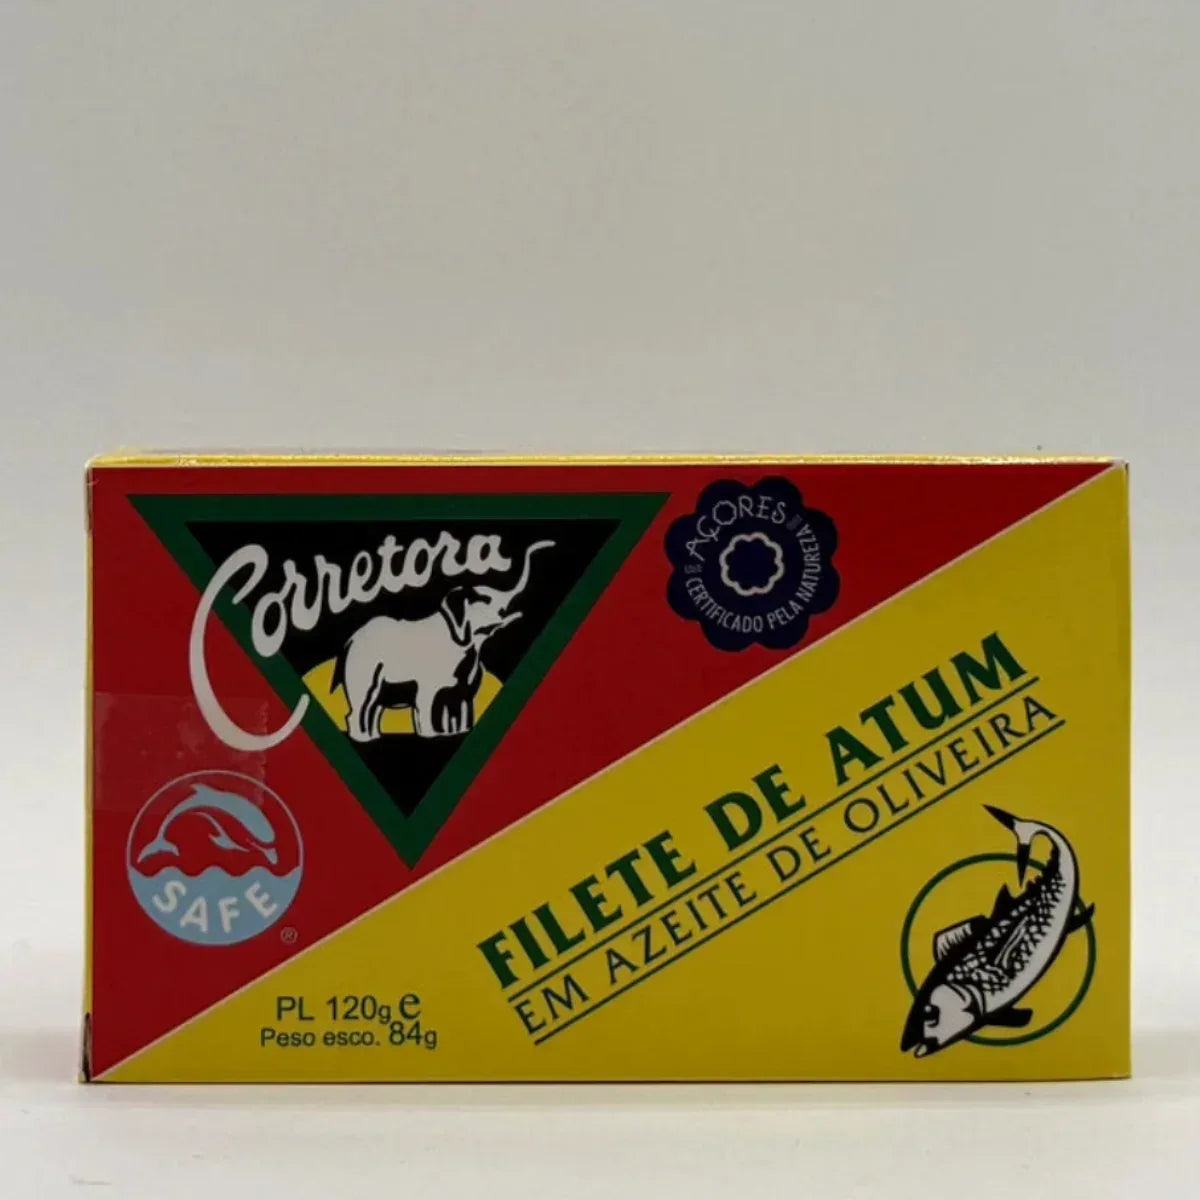 Corretora
AÇORES
CERTIFICADO PELA NATUREZA
FILETE DE ATUM
EM AZEITE DE OLIVEIRA
SAFE
®
PL 120g e
Peso esco. 84g